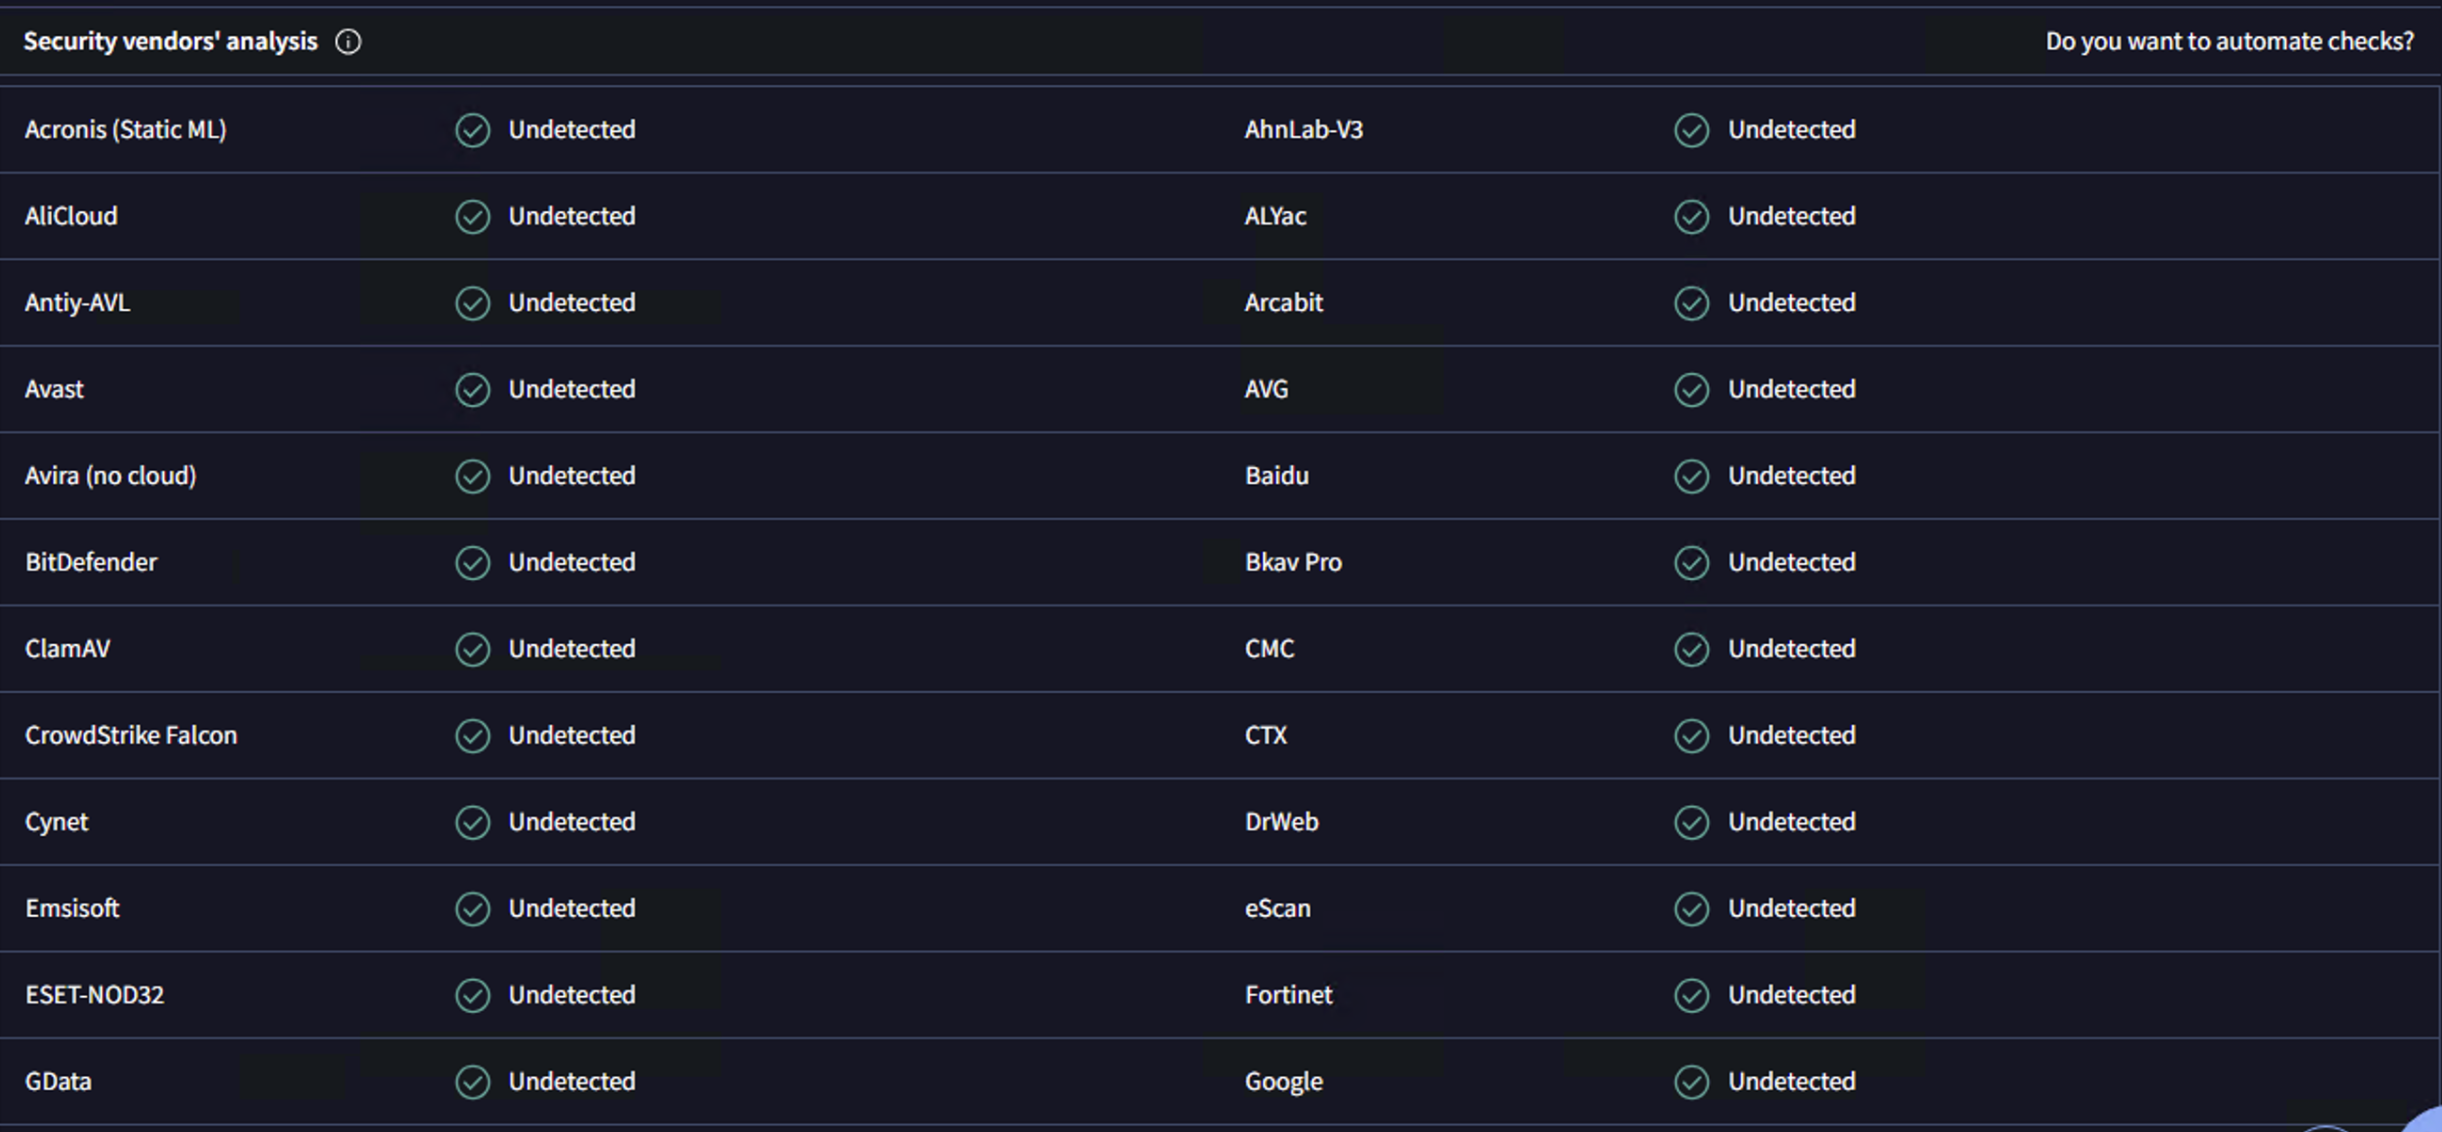 Security vendors' analysis Do you want to automate checks?
Acronis (Static ML) Undetected AhnLab-V3 Undetected
AliCloud Undetected ALYac Undetected
Antiy-AVL Undetected Arcabit Undetected
Avast Undetected AVG Undetected
Avira (no cloud) Undetected Baidu Undetected
BitDefender Undetected Bkav Pro Undetected
ClamAV Undetected CMC Undetected
CrowdStrike Falcon Undetected CTX Undetected
Cynet Undetected DrWeb Undetected
Emsisoft Undetected eScan Undetected
ESET-NOD32 Undetected Fortinet Undetected
GData Undetected Google Undetected